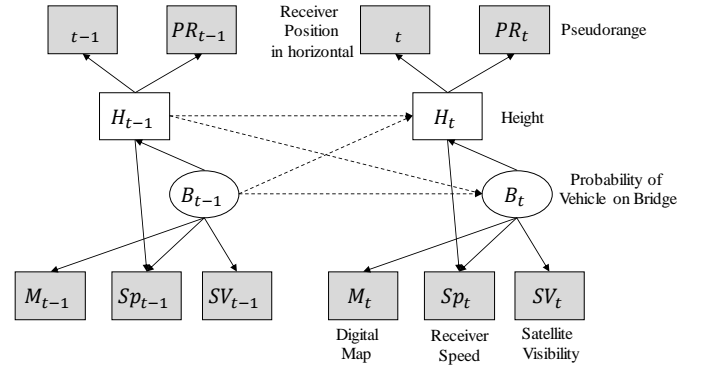 Receiver
Position
in horizontal
t−1
PR_{t−1}
t
PR_t
Pseudorange
H_{t−1}
H_t
Height
B_{t−1}
B_t
Probability of
Vehicle on Bridge
M_{t−1}
Sp_{t−1}
SV_{t−1}
M_t
Sp_t
SV_t
Digital
Map
Receiver
Speed
Satellite
Visibility